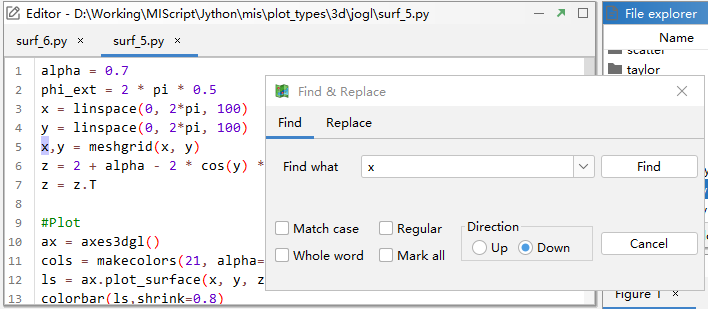 Editor - D:\Working\MIScript\Jython\mis\plot_types\3d\jogl\surf_5.py
surf_6.py
surf_5.py
1 alpha = 0.7
2 phi_ext = 2 * pi * 0.5
3 x = linspace(0, 2*pi, 100)
4 y = linspace(0, 2*pi, 100)
5 x,y = meshgrid(x, y)
6 z = 2 + alpha - 2 * cos(y) *
7 z = z.T
8
9 #Plot
10 ax = axes3dgl()
11 cols = makecolors(21, alpha=
12 ls = ax.plot_surface(x, y, z
13 colorbar(ls,shrink=0.8)
Find & Replace
Find Replace
Find what x Find
Match case Regular
Whole word Mark all
Direction
Up Down
Cancel
File explorer
Name
scatter
taylor
Figure 1